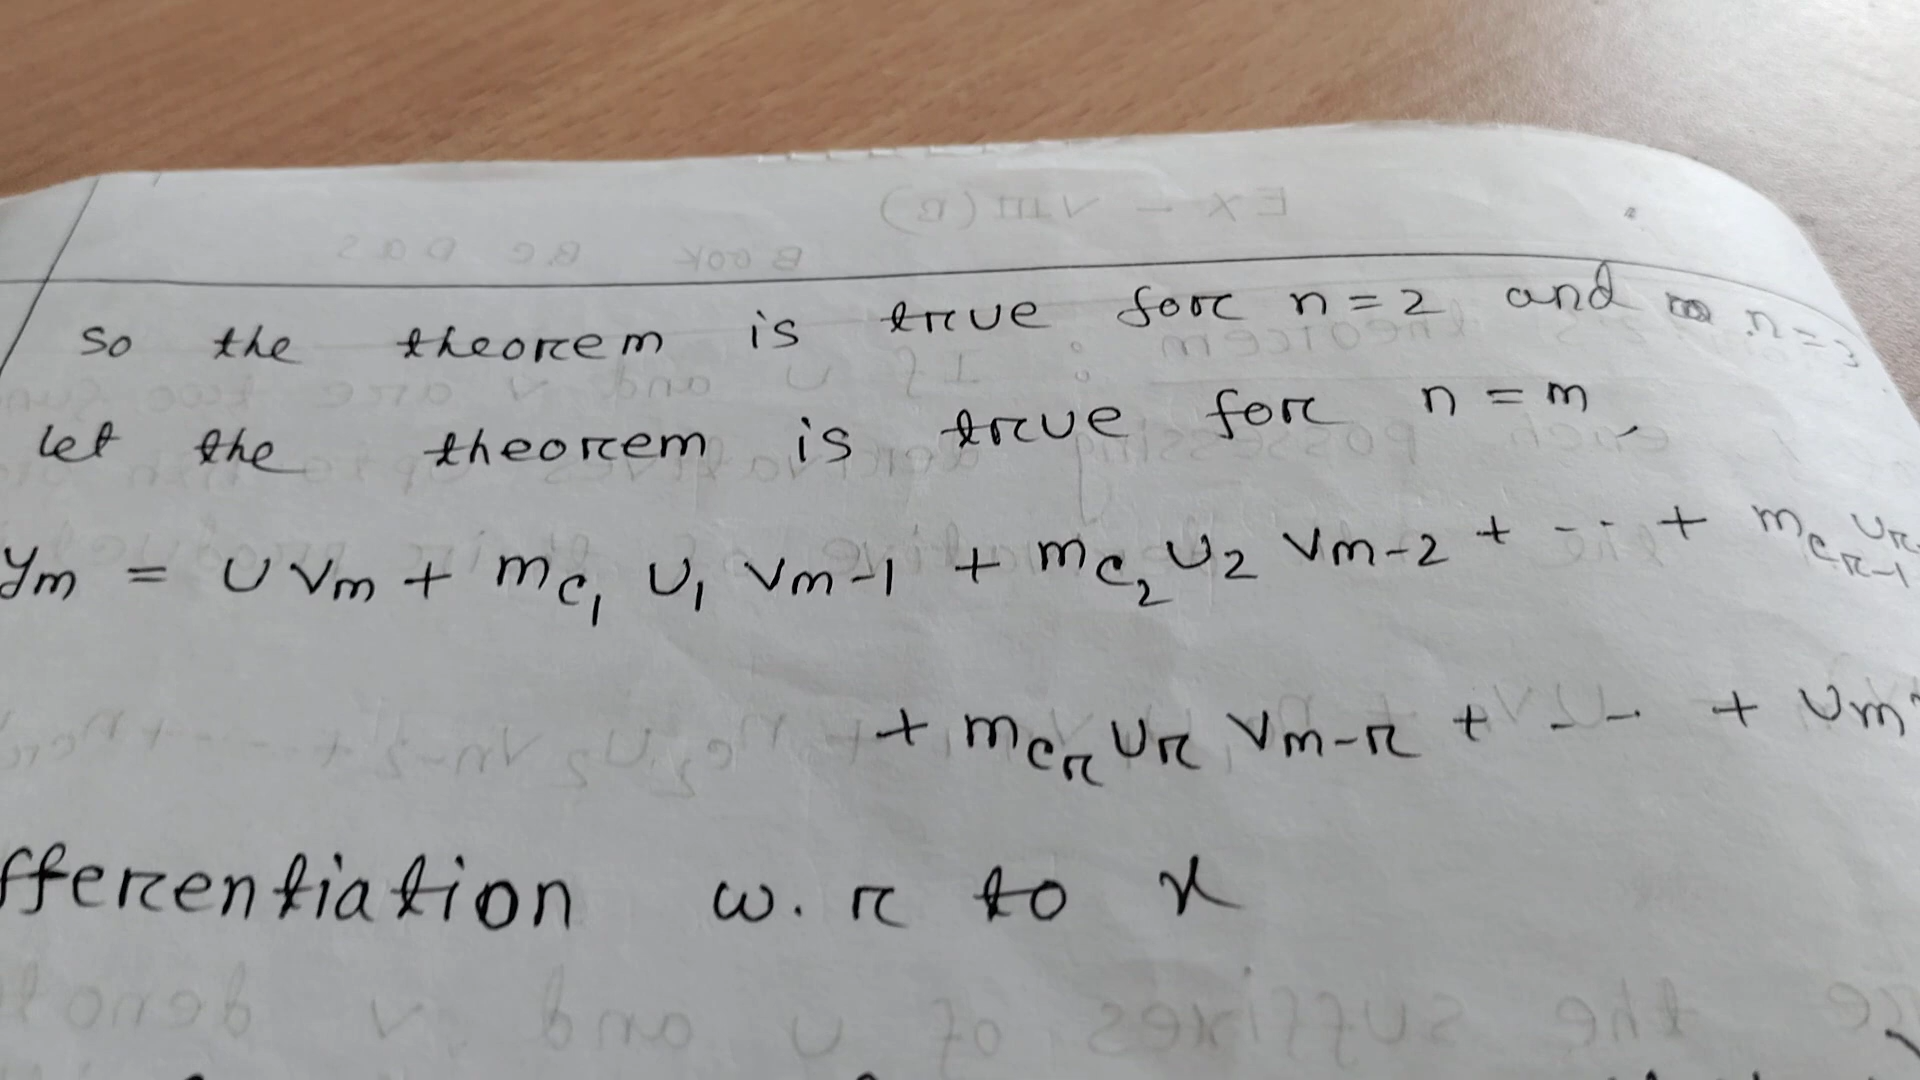 so the theorem is true for n = 2 and n = 3
let the theorem is true for n = m,
ym = u vm + mc1 u1 vm-1 + mc2 u2 vm-2 + -- + mcr-1 ur-
+ mcr ur vm-r + --- + um
fferentiation w.r to x